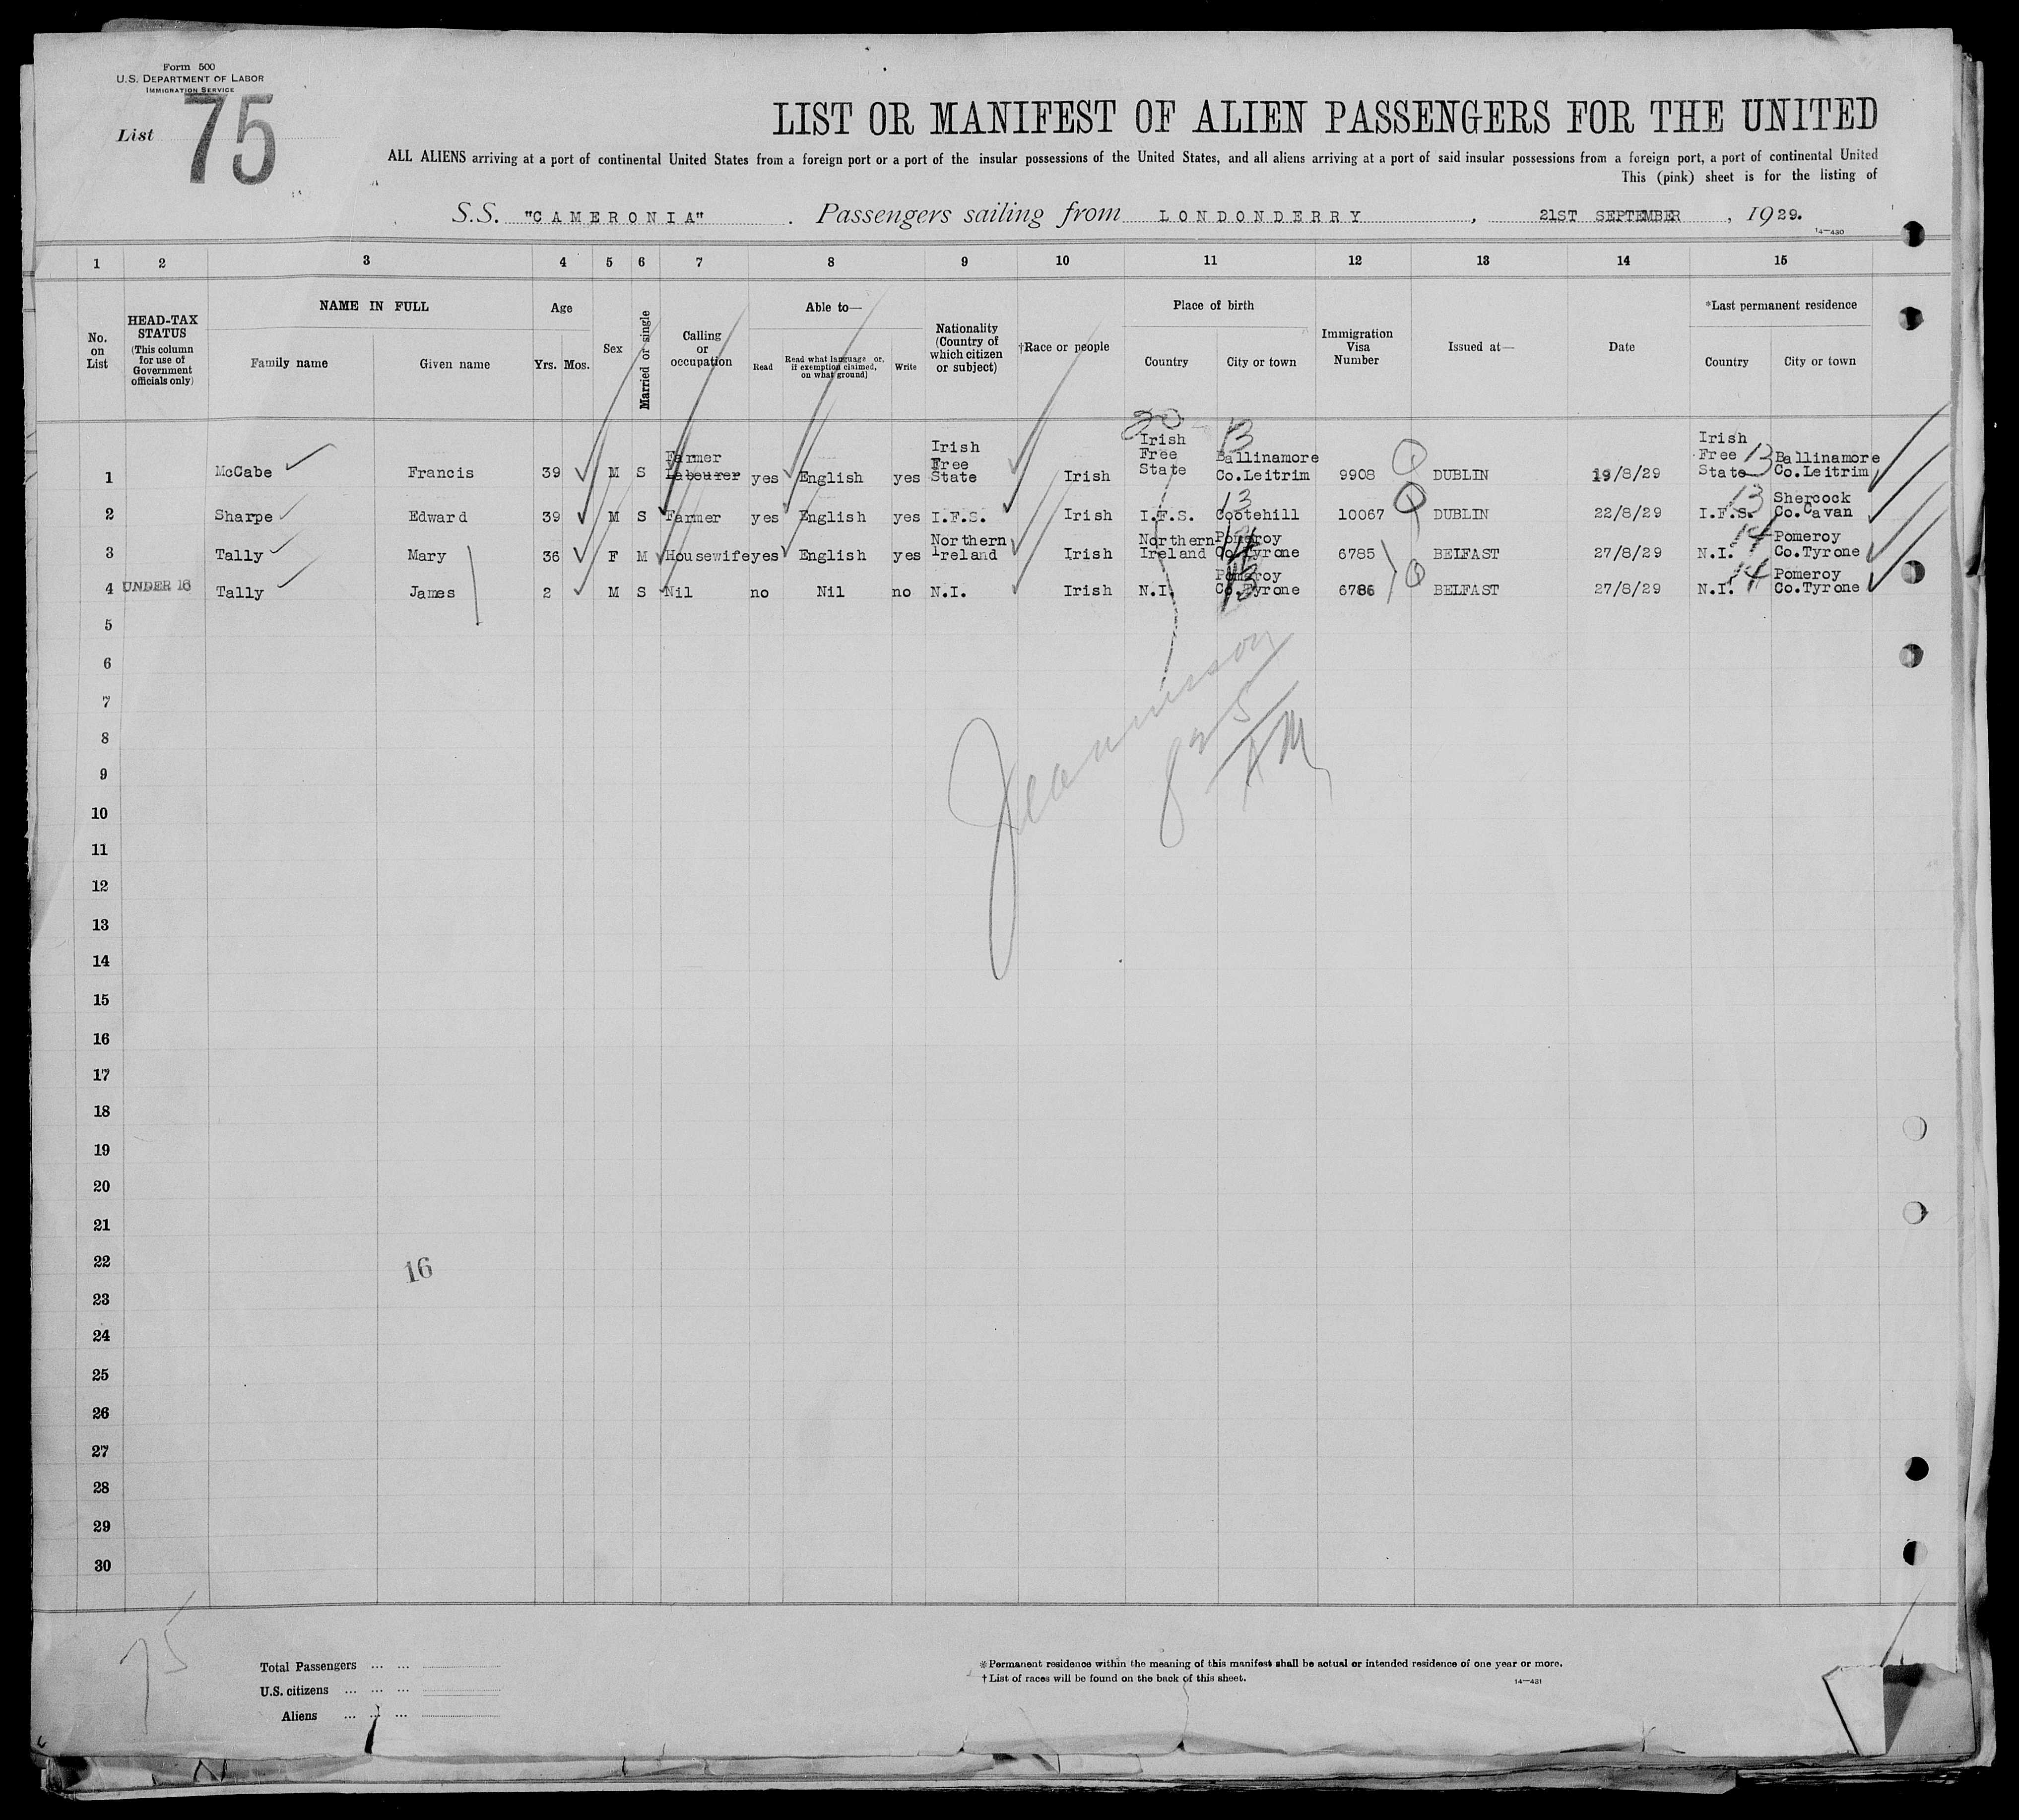 Form 500
U.S. DEPARTMENT OF LABOR
IMMIGRATION SERVICE
List 75
LIST OR MANIFEST OF ALIEN PASSENGERS FOR THE UNITED
ALL ALIENS arriving at a port of continental United States from a foreign port or a port of the insular possessions of the United States, and all aliens arriving at a port of said insular possessions from a foreign port, a port of continental United
This (pink) sheet is for the listing of
S.S. "CAMERONIA". Passengers sailing from LONDONDERRY, 21ST SEPTEMBER, 1929.
14—430
1 2 3 4 5 6 7 8 9 10 11 12 13 14 15
No. on List
HEAD-TAX STATUS (This column for use of Government officials only)
NAME IN FULL
Family name
Given name
Age
Yrs. Mos.
Sex
Married or single
Calling or occupation
Able to—
Read
Read what language or, if exemption claimed, on what ground)
Write
Nationality (Country of which citizen or subject)
†Race or people
Place of birth
Country
City or town
Immigration Visa Number
Issued at—
Date
*Last permanent residence
Country
City or town
20 13
1 McCabe Francis 39 M S Farmer Labourer yes English yes Irish Free State Irish Irish Free State Ballinamore Co.Leitrim 9908 DUBLIN 19/8/29 Irish Free State 13 Ballinamore Co.Leitrim
2 Sharpe Edward 39 M S Farmer yes English yes I.F.S. Irish I.F.S. 13 Cootehill 10067 DUBLIN 22/8/29 I.F.S. 13 Shercock Co.Cavan
3 Tally Mary 36 F M Housewife yes English yes Northern Ireland Irish Northern Ireland Pomeroy Co.Tyrone 6785 BELFAST 27/8/29 N.I. 14 Pomeroy Co.Tyrone
4 UNDER 16 Tally James 2 M S Nil no Nil no N.I. Irish N.I. Pomeroy Co.Tyrone 6786 BELFAST 27/8/29 N.I. 14 Pomeroy Co.Tyrone
5
6
7
8
9
10
11
12
13
14
15
16
17
18
19
20
21
22
16
23
24
25
26
27
28
29
30
75
Total Passengers ... ...
U.S. citizens ... ... ...
Aliens ... ... ...
*Permanent residence within the meaning of this manifest shall be actual or intended residence of one year or more.
†List of races will be found on the back of this sheet.
14—431